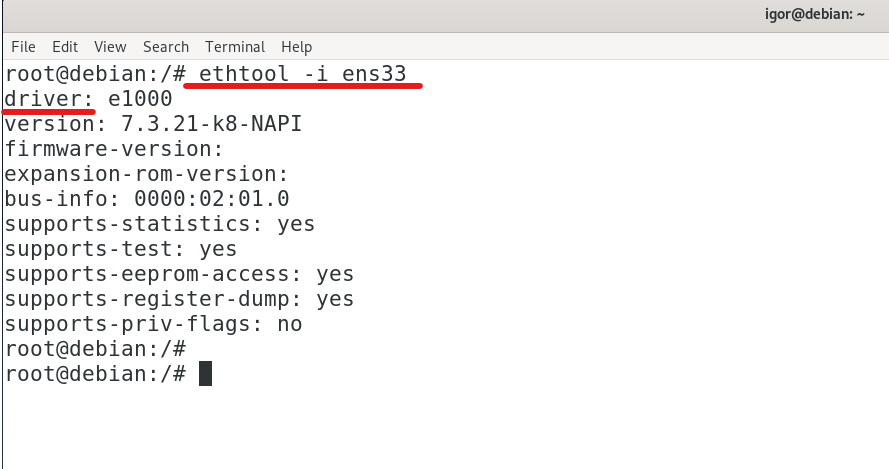 igor@debian: ~
File Edit View Search Terminal Help
root@debian:/# ethtool -i ens33
driver: e1000
version: 7.3.21-k8-NAPI
firmware-version:
expansion-rom-version:
bus-info: 0000:02:01.0
supports-statistics: yes
supports-test: yes
supports-eeprom-access: yes
supports-register-dump: yes
supports-priv-flags: no
root@debian:/#
root@debian:/#